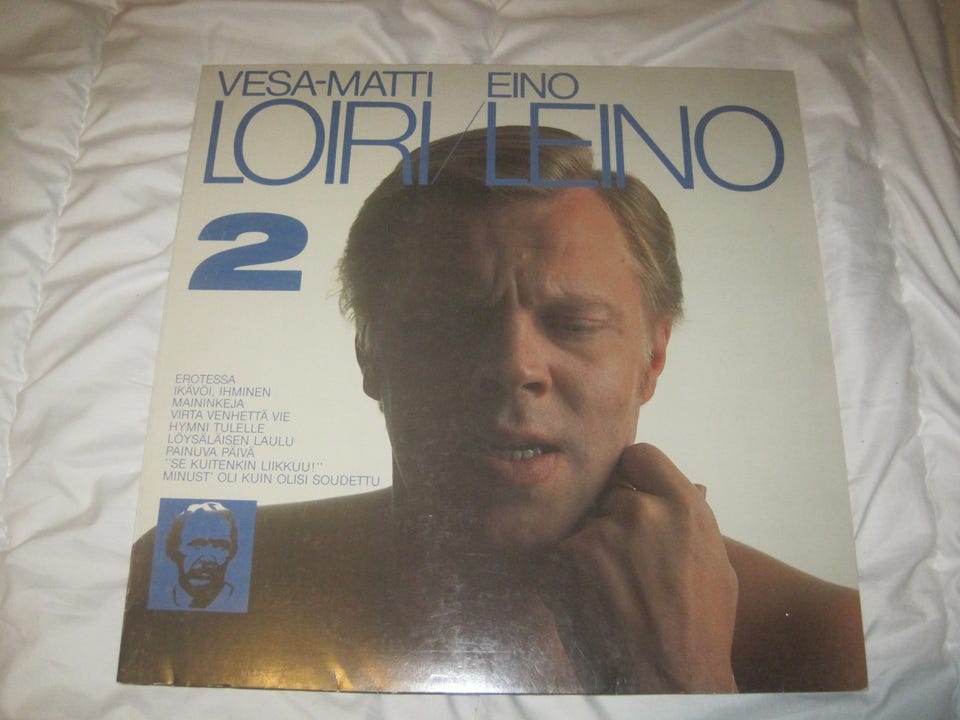 VESA-MATTI EINO
LOIRI/LEINO
2
EROTESSA
IKÄVÖI, IHMINEN
MAININKEJA
VIRTA VENHETTÄ VIE
HYMNI TULELLE
LÖYSÄLÄISEN LAULU
PAINUVA PÄIVÄ
"SE KUITENKIN LIIKKUU!"
MINUST' OLI KUIN OLISI SOUDETTU